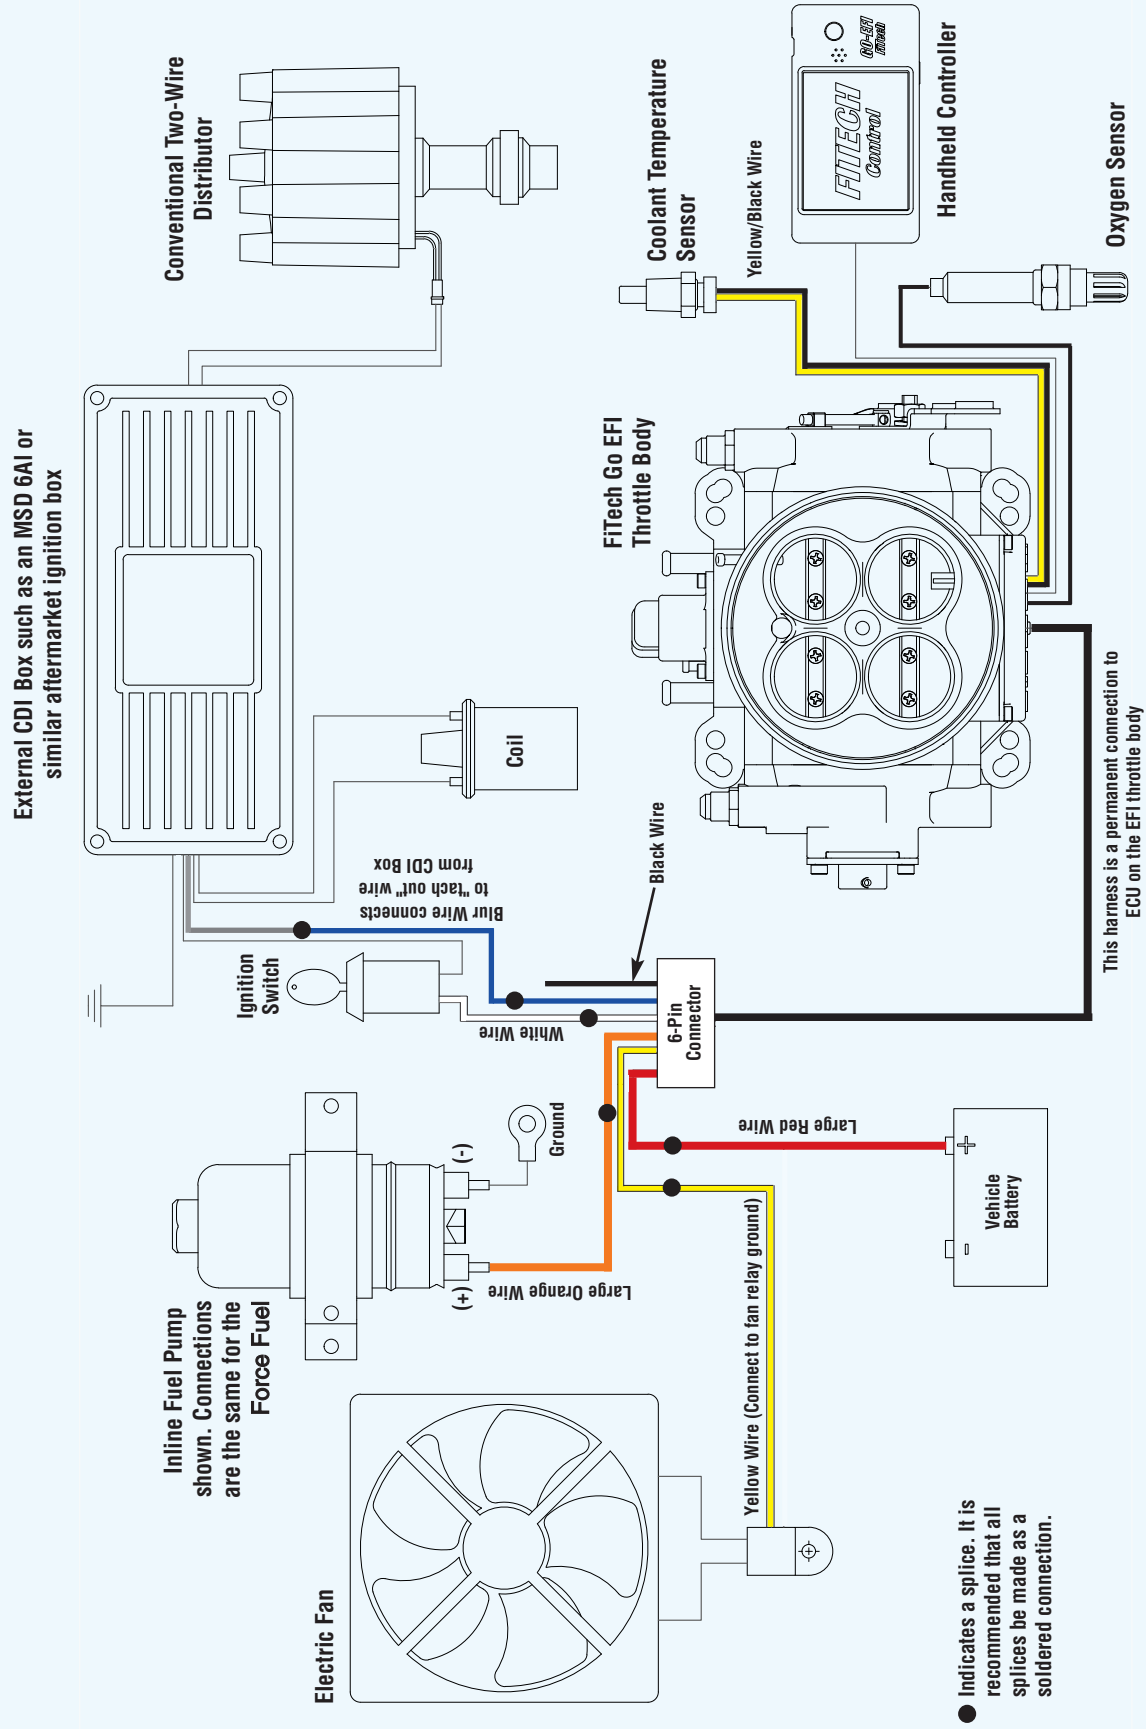 External CDI Box such as an MSD 6Al or
similar aftermarket ignition box
Conventional Two-Wire
Distributor
Coil
Blur Wire connects
to "tach out" wire
from CDI Box
Ignition
Switch
White Wire
Black Wire
6-Pin
Connector
Inline Fuel Pump
shown. Connections
are the same for the
Force Fuel
(+)
(-)
Ground
Large Orange Wire
Electric Fan
Yellow Wire (Connect to fan relay ground)
Large Red Wire
+
-
Vehicle
Battery
FiTech Go EFI
Throttle Body
Coolant Temperature
Sensor
Yellow/Black Wire
FITECH
Control
GO-EFI
FiTECH
Handheld Controller
Oxygen Sensor
This harness is a permanent connection to
ECU on the EFI throttle body
Indicates a splice. It is
recommended that all
splices be made as a
soldered connection.